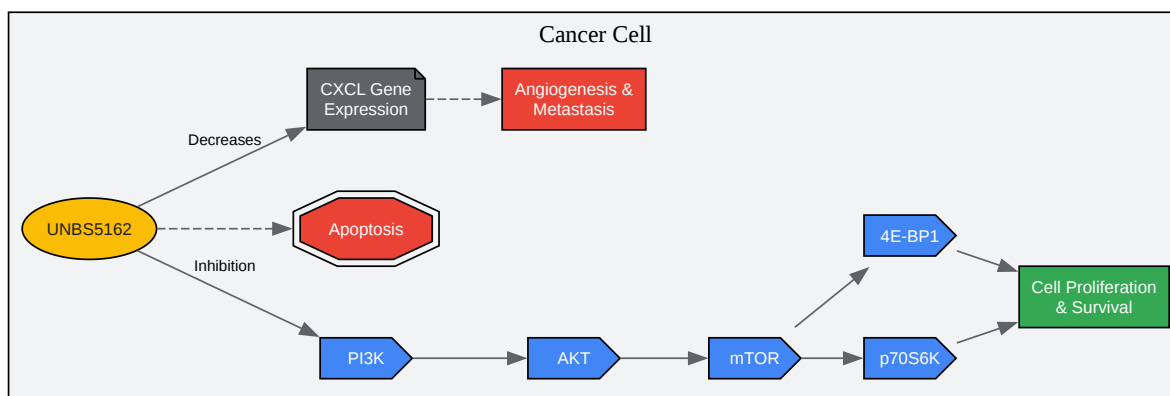 Cancer Cell
CXCL Gene
Expression
Angiogenesis &
Metastasis
Decreases
UNBS5162
Apoptosis
4E-BP1
Inhibition
Cell Proliferation
& Survival
PI3K
AKT
mTOR
p70S6K